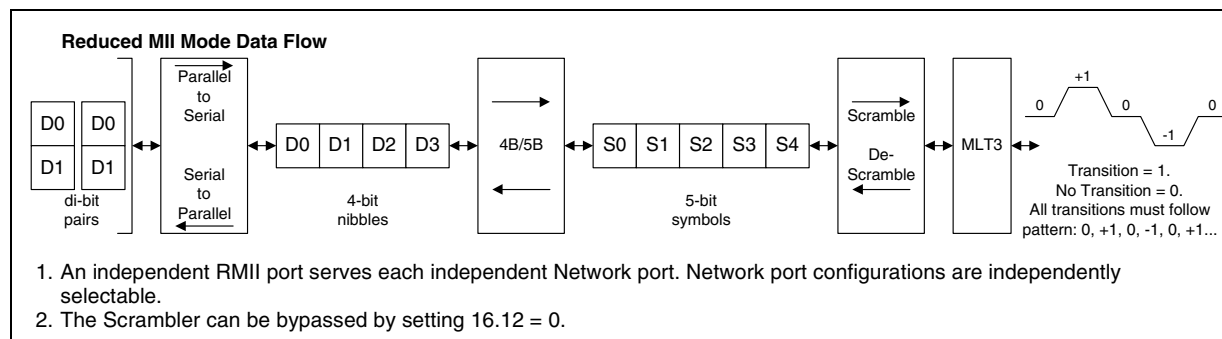 Reduced MII Mode Data Flow
D0 D0
D1 D1
di-bit
pairs
Parallel
to
Serial
Serial
to
Parallel
D0 D1 D2 D3
4-bit
nibbles
4B/5B
S0 S1 S2 S3 S4
5-bit
symbols
Scramble
De-
Scramble
MLT3
0 +1 0 -1 0
Transition = 1.
No Transition = 0.
All transitions must follow
pattern: 0, +1, 0, -1, 0, +1...
1. An independent RMII port serves each independent Network port. Network port configurations are independently
selectable.
2. The Scrambler can be bypassed by setting 16.12 = 0.